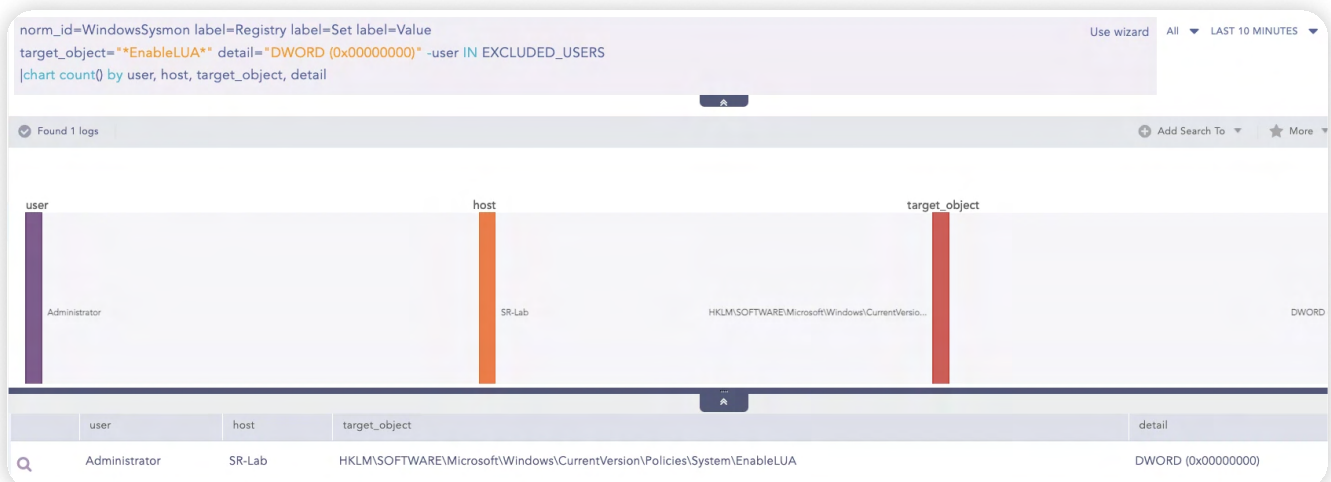 norm_id=WindowsSysmon label=Registry label=Set label=Value
Use wizard All LAST 10 MINUTES
target_object="*EnableLUA*" detail="DWORD (0x00000000)" -user IN EXCLUDED_USERS
|chart count() by user, host, target_object, detail
Found 1 logs
Add Search To More
user host target_object
Administrator SR-Lab HKLM\SOFTWARE\Microsoft\Windows\CurrentVersio... DWORD
user host target_object detail
Administrator SR-Lab HKLM\SOFTWARE\Microsoft\Windows\CurrentVersion\Policies\System\EnableLUA DWORD (0x00000000)